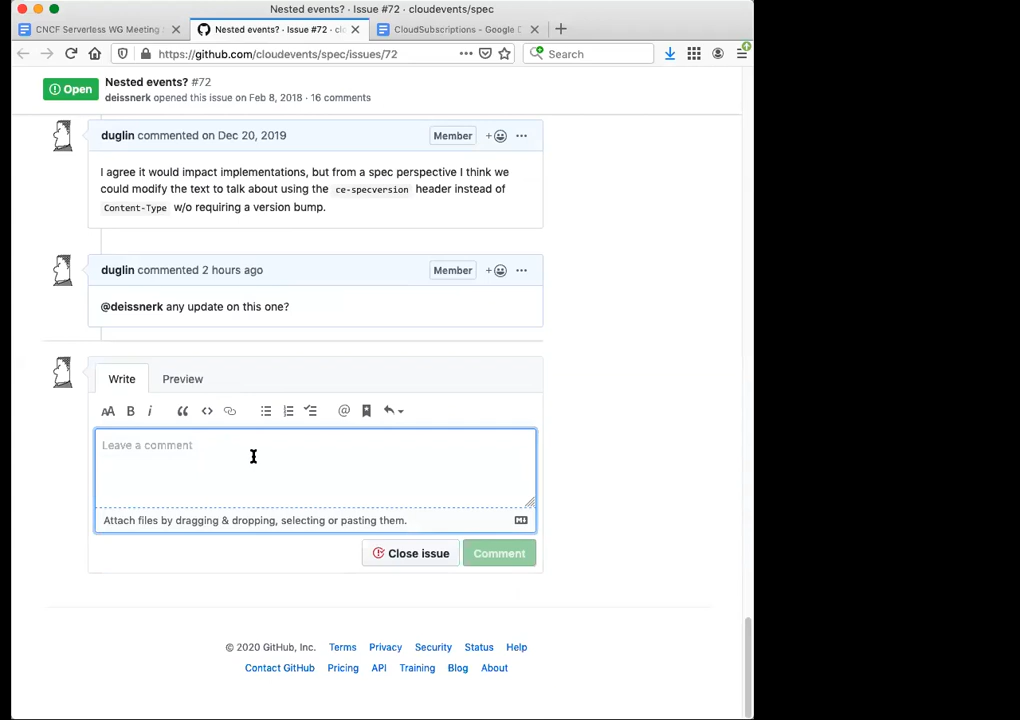 Nested events? · Issue #72 · cloudevents/spec
CNCF Serverless WG Meeting
Nested events? · Issue #72 · cl
CloudSubscriptions - Google D
https://github.com/cloudevents/spec/issues/72
Search
Open
Nested events? #72
deissnerk opened this issue on Feb 8, 2018 · 16 comments
duglin commented on Dec 20, 2019
Member
I agree it would impact implementations, but from a spec perspective I think we
could modify the text to talk about using the ce-specversion header instead of
Content-Type w/o requiring a version bump.
duglin commented 2 hours ago
Member
@deissnerk any update on this one?
Write
Preview
Leave a comment
Attach files by dragging & dropping, selecting or pasting them.
Close issue
Comment
© 2020 GitHub, Inc.
Terms
Privacy
Security
Status
Help
Contact GitHub
Pricing
API
Training
Blog
About